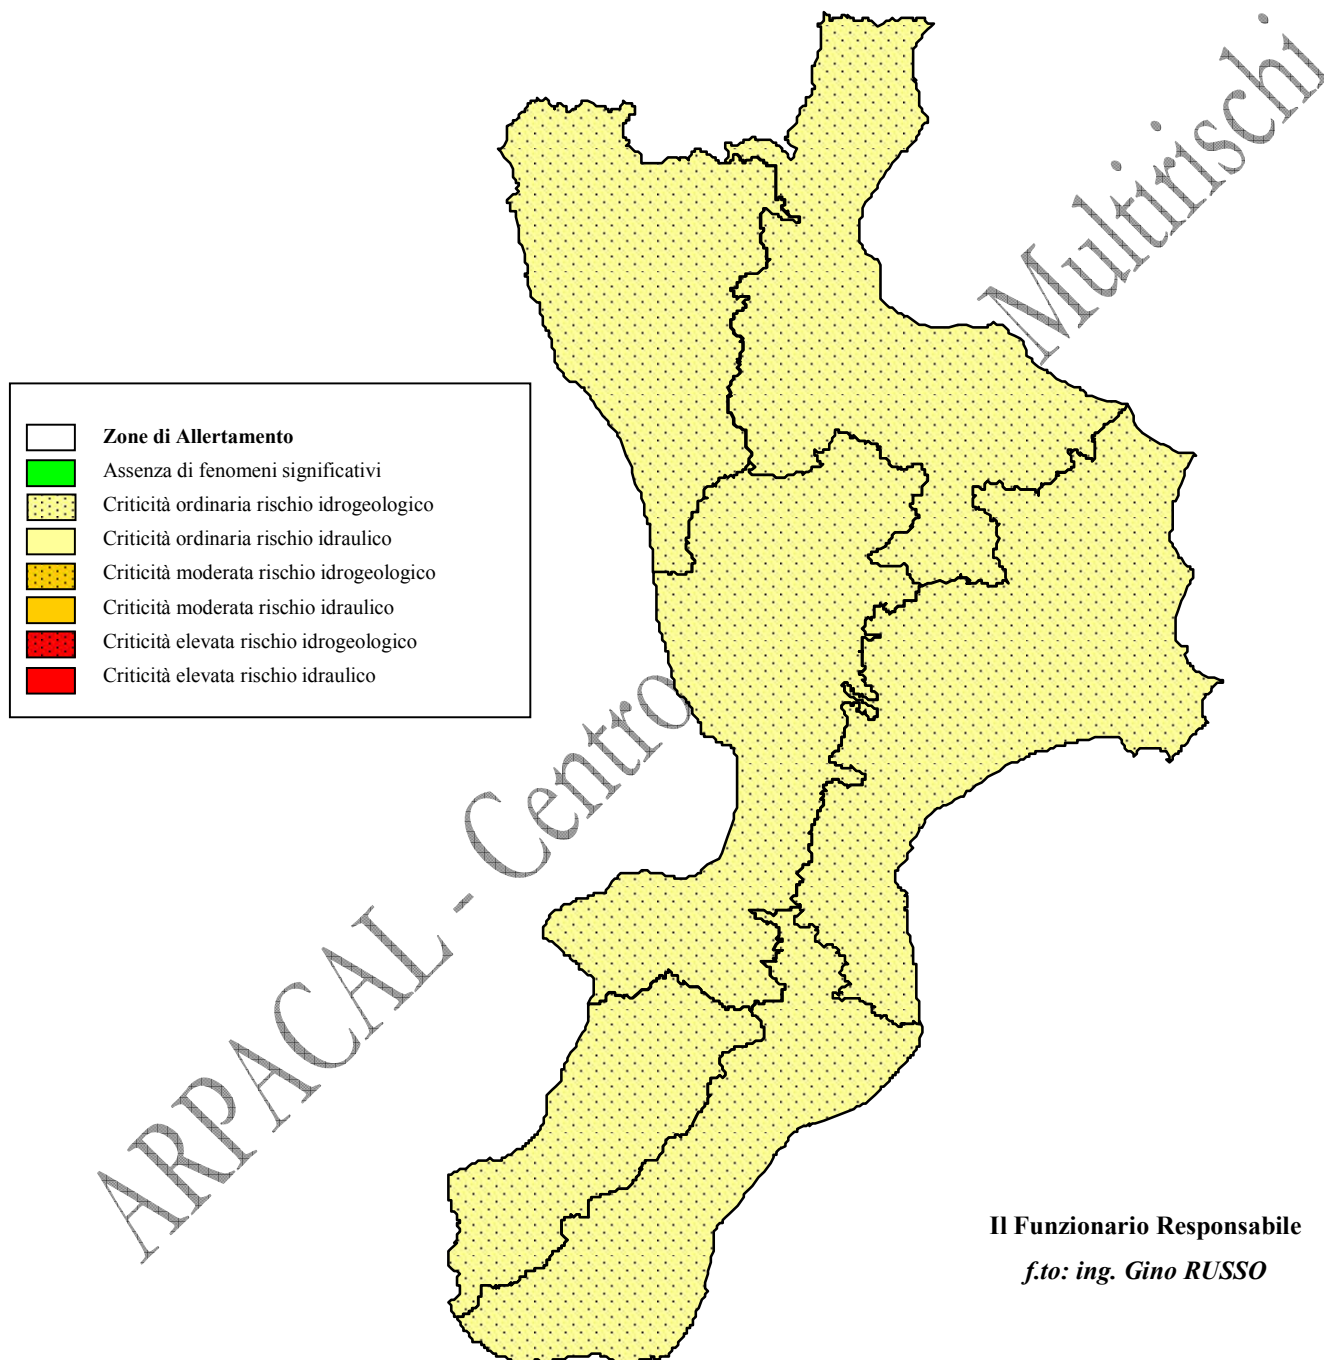 Zone di Allertamento
Assenza di fenomeni significativi
Criticità ordinaria rischio idrogeologico
Criticità ordinaria rischio idraulico
Criticità moderata rischio idrogeologico
Criticità moderata rischio idraulico
Criticità elevata rischio idrogeologico
Criticità elevata rischio idraulico
ARPACAL - Centro Multirischi
Il Funzionario Responsabile
f.to: ing. Gino RUSSO